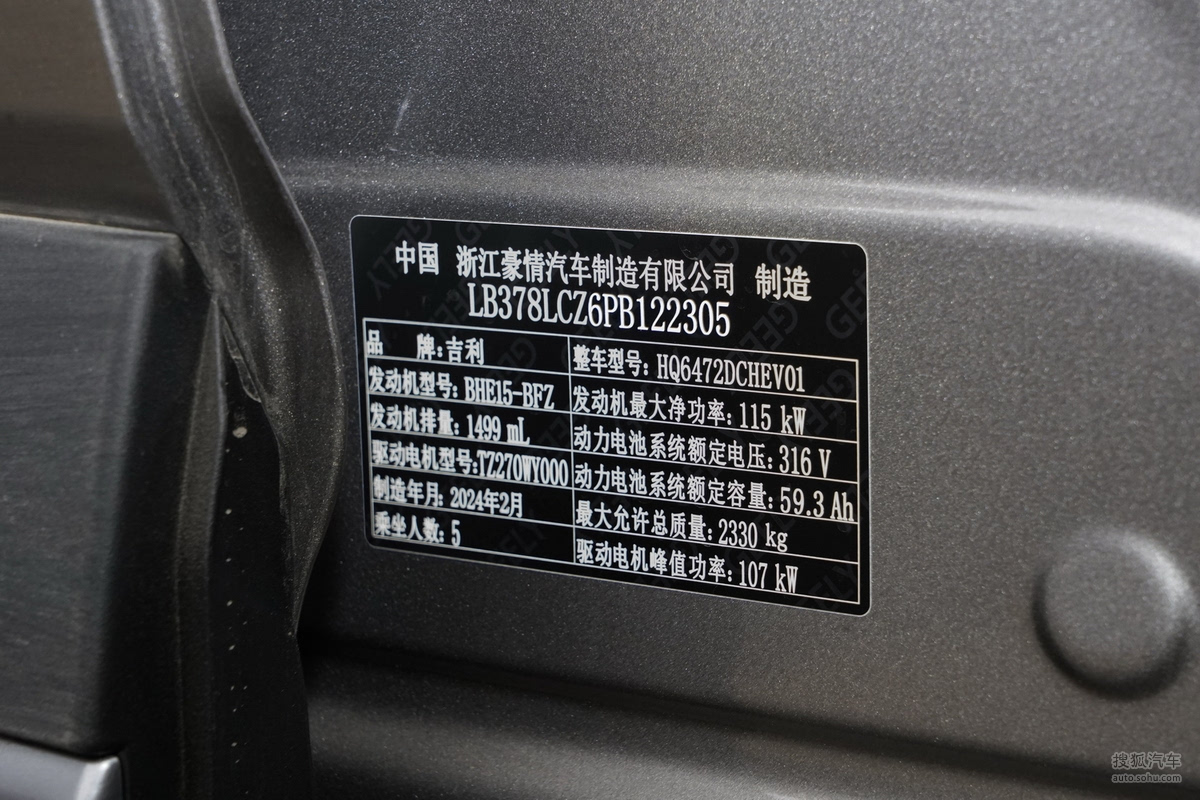 中国 浙江豪情汽车制造有限公司 制造
LB378LCZ6PB122305
品 牌:吉利 整车型号:HQ6472DCHEV01
发动机型号:BHE15-BFZ 发动机最大净功率:115 kW
发动机排量:1499 mL 动力电池系统额定电压:316 V
驱动电机型号:TZ270WY000 动力电池系统额定容量:59.3 Ah
制造年月:2024年2月 最大允许总质量:2330 kg
乘坐人数:5 驱动电机峰值功率:107 kW
搜狐汽车
auto.sohu.com